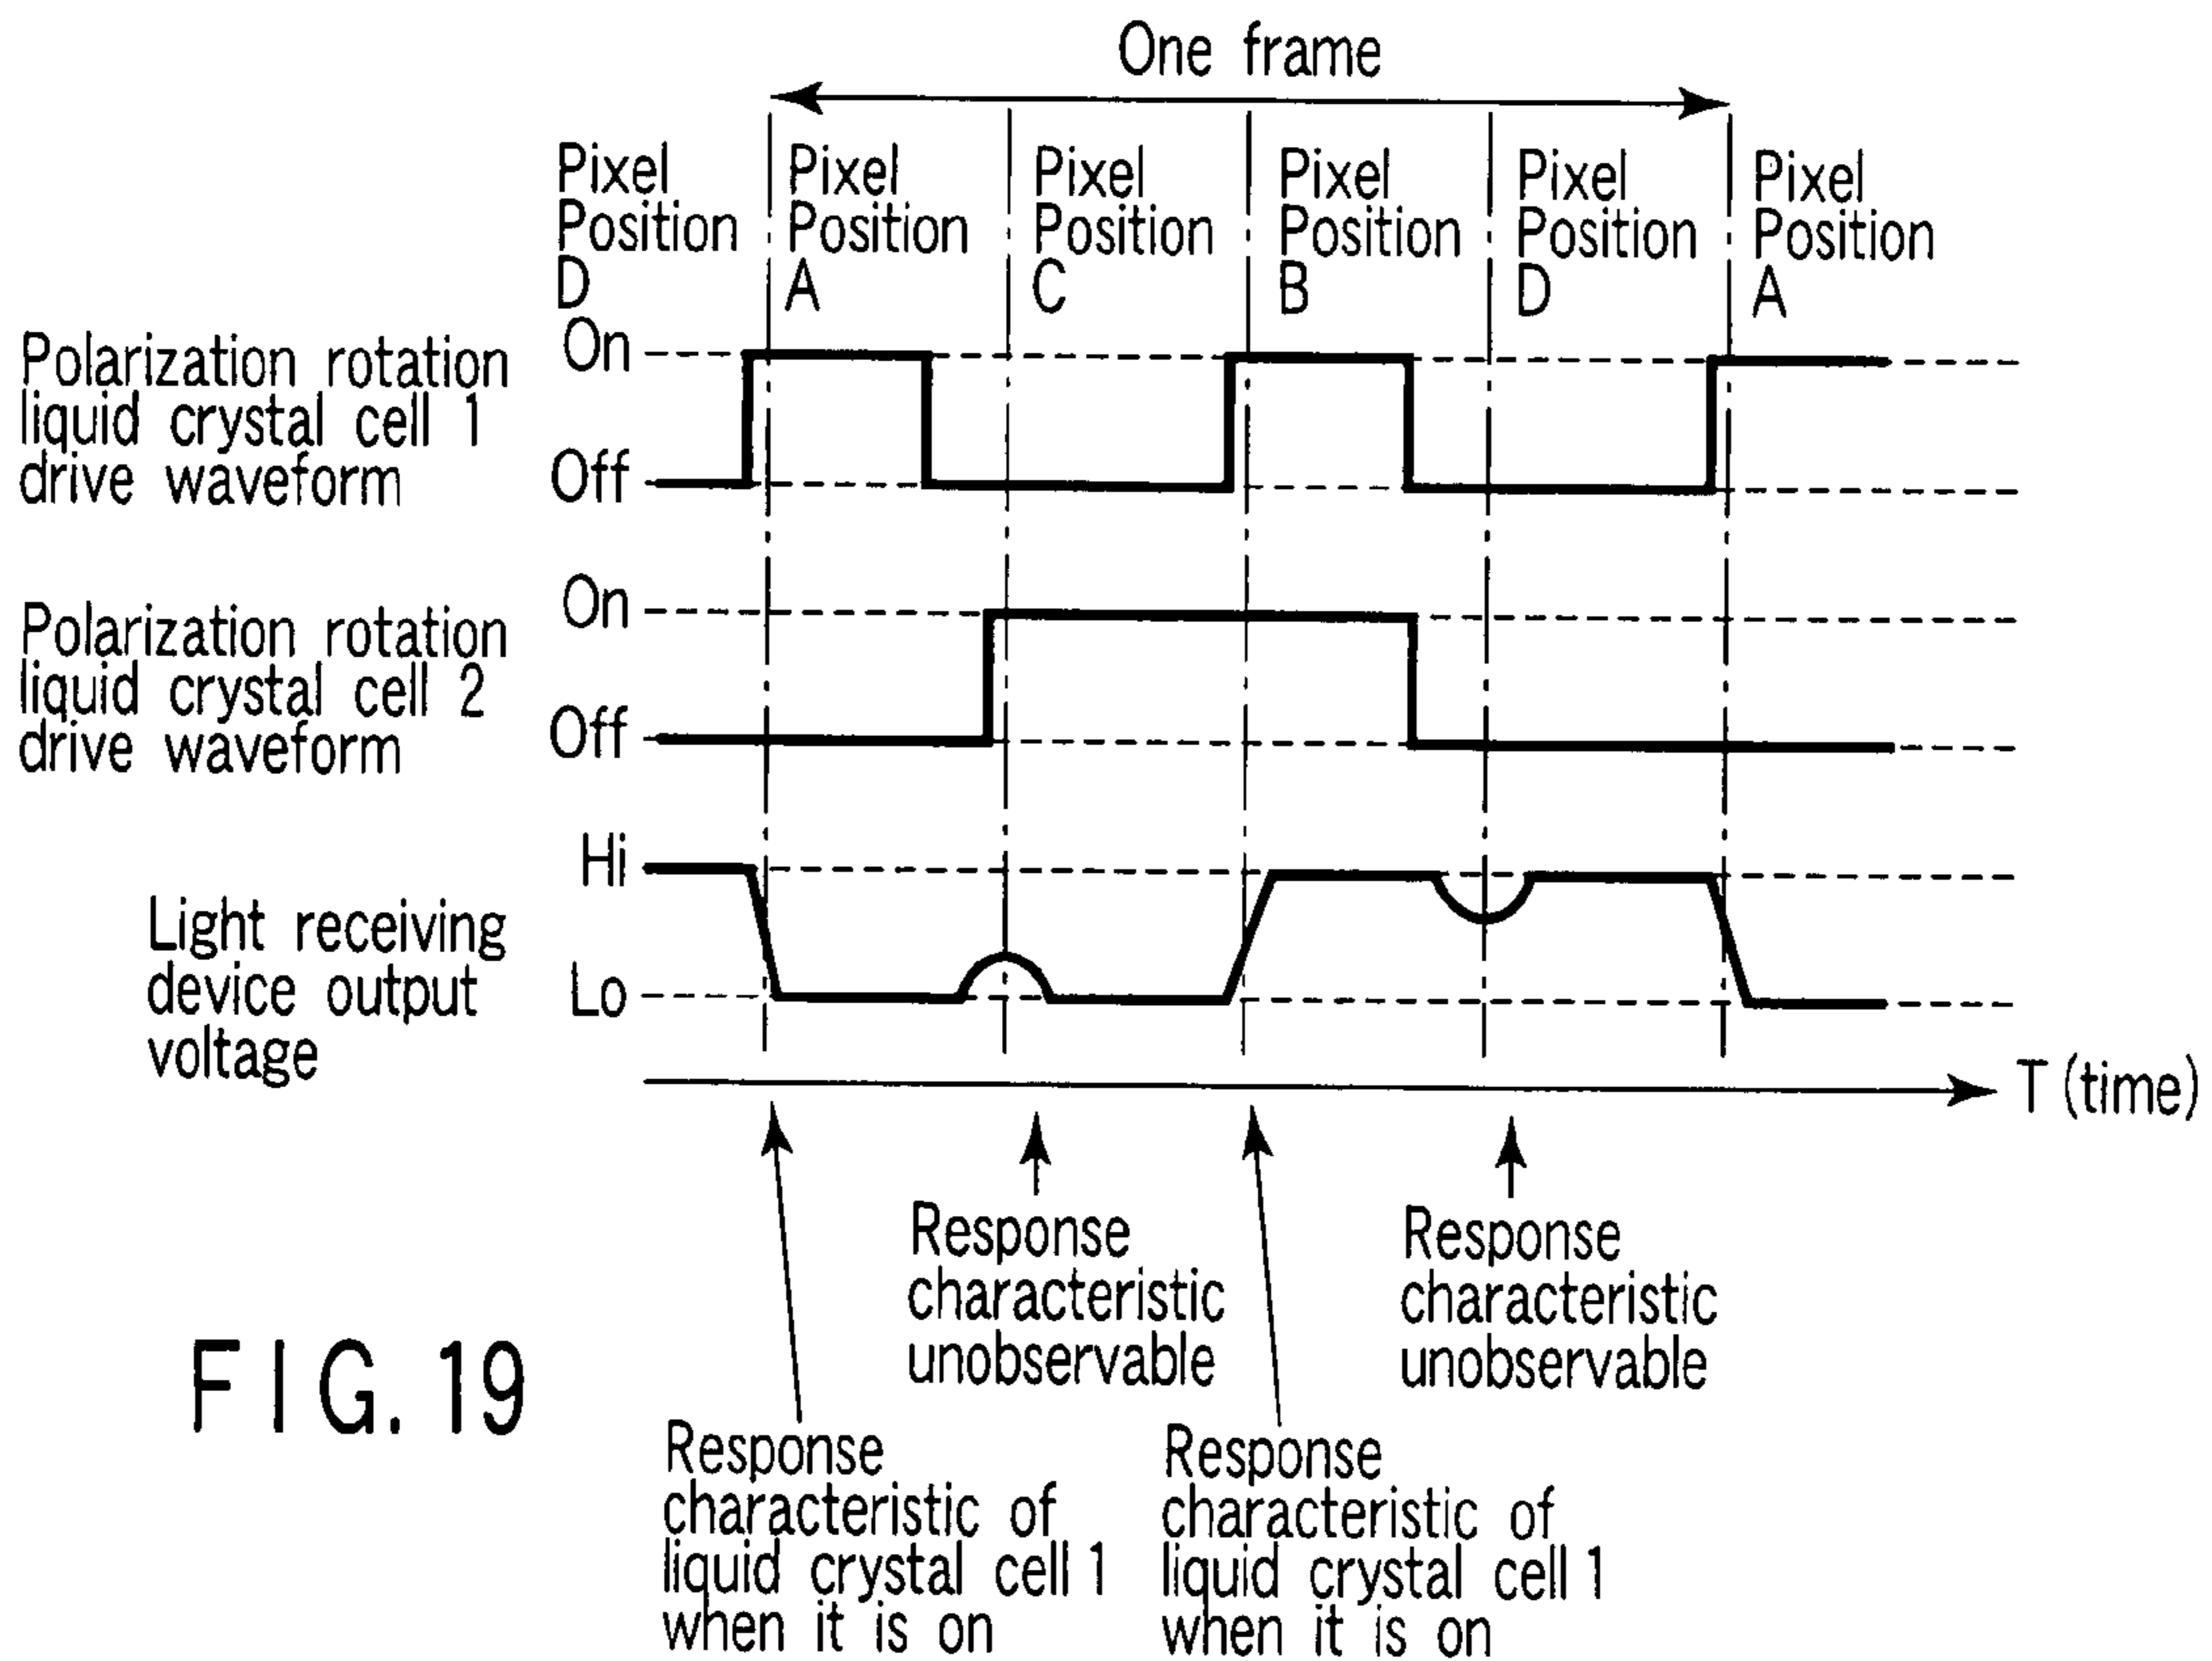 One frame
Pixel
Position
D
Pixel
Position
A
Pixel
Position
C
Pixel
Position
B
Pixel
Position
D
Pixel
Position
A
Polarization rotation
liquid crystal cell 1
drive waveform
On
Off
Polarization rotation
liquid crystal cell 2
drive waveform
On
Off
Light receiving
device output
voltage
Hi
Lo
T (time)
Response
characteristic
unobservable
Response
characteristic
unobservable
Response
characteristic of
liquid crystal cell 1
when it is on
Response
characteristic of
liquid crystal cell 1
when it is on
FIG. 19